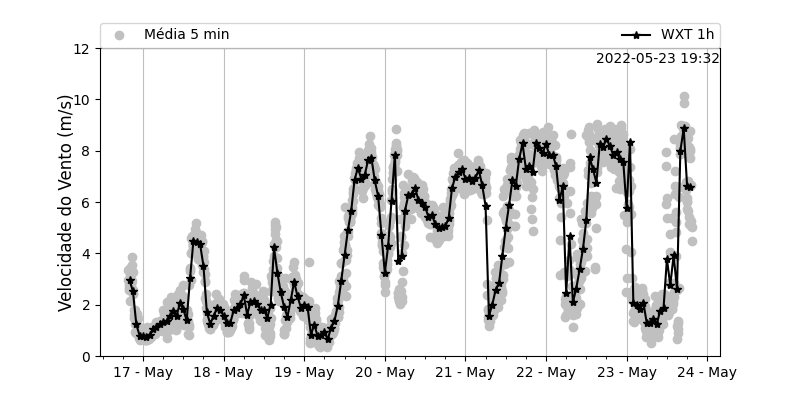 Média 5 min
WXT 1h
2022-05-23 19:32
Velocidade do Vento (m/s)
12
10
8
6
4
2
0
17 - May
18 - May
19 - May
20 - May
21 - May
22 - May
23 - May
24 - May